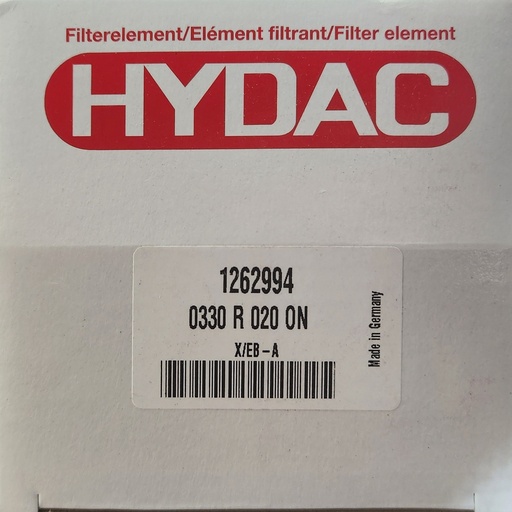 Filterelement/Elément filtrant/Filter element
HYDAC
1262994
0330 R 020 ON
X/EB-A
Made in Germany